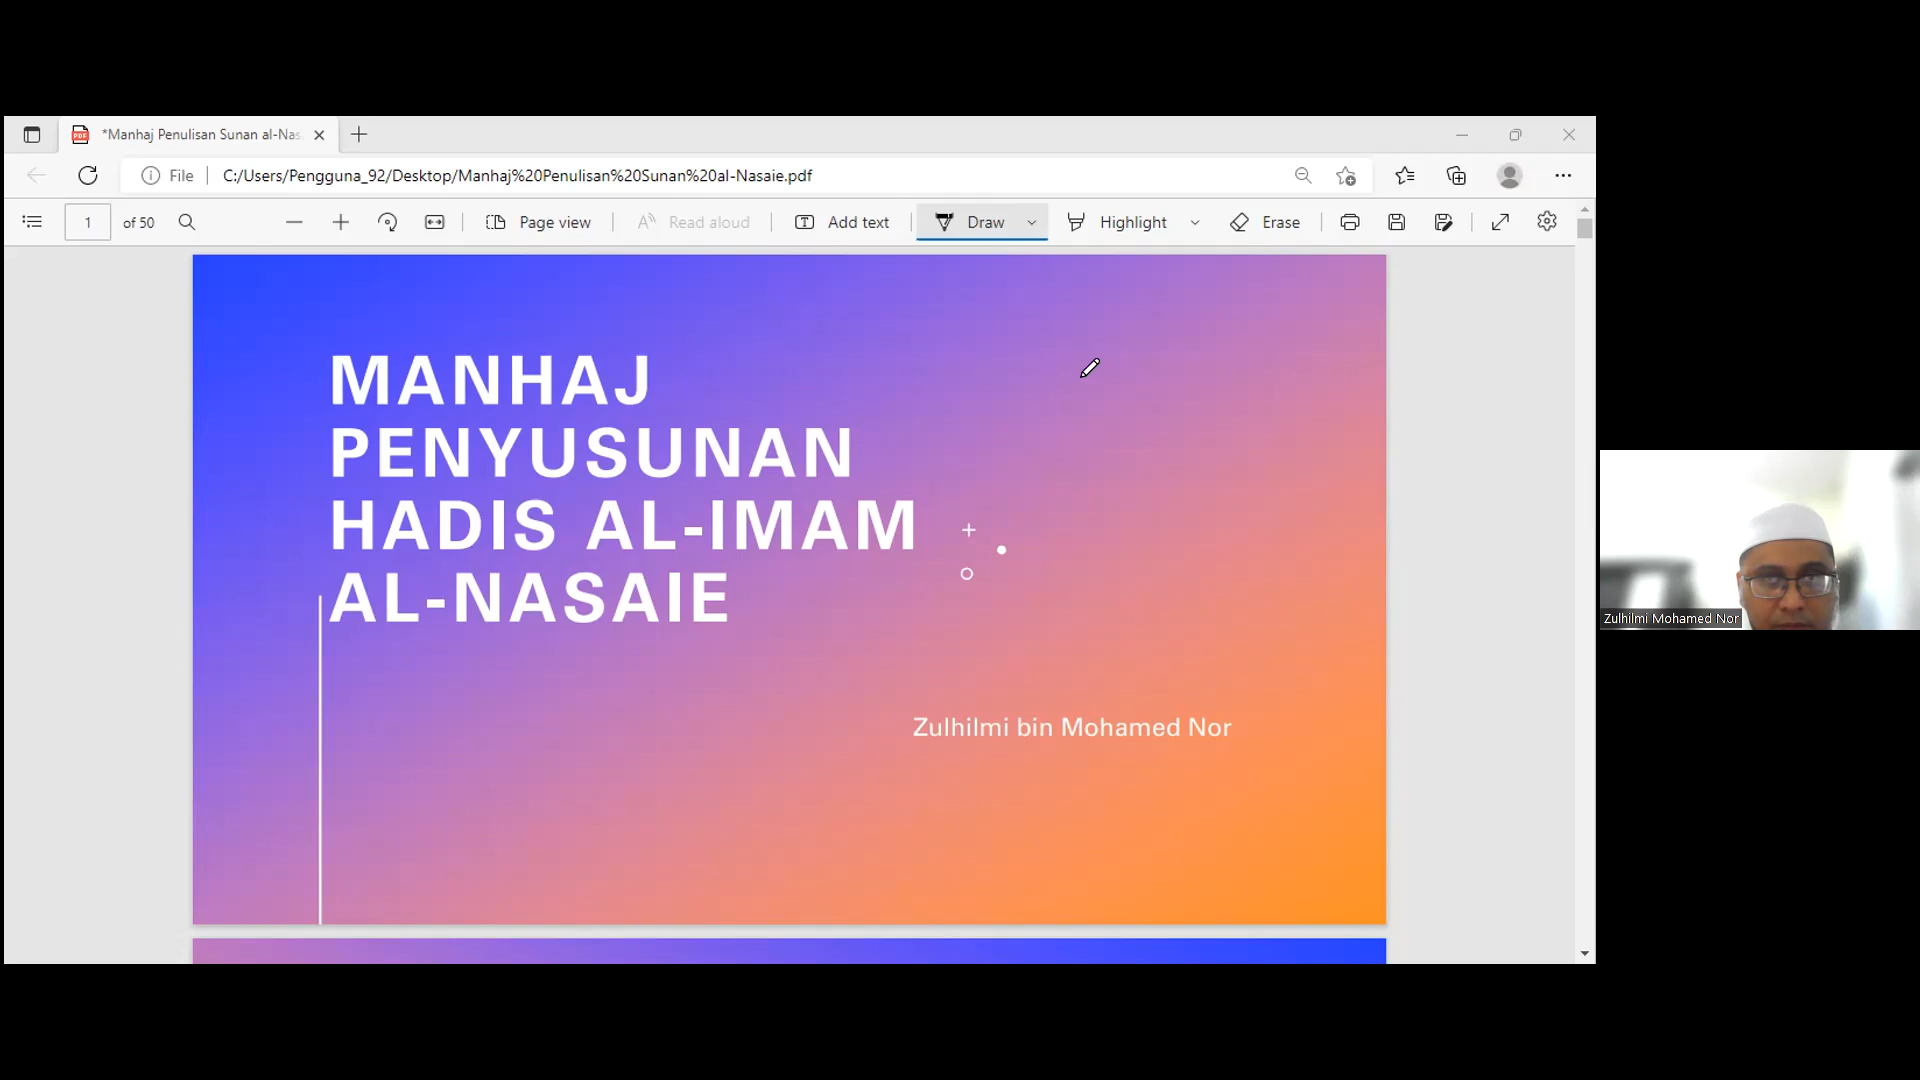 *Manhaj Penulisan Sunan al-Nas
File
C:/Users/Pengguna_92/Desktop/Manhaj%20Penulisan%20Sunan%20al-Nasaie.pdf
1 of 50
Page view
Read aloud
Add text
Draw
Highlight
Erase
MANHAJ
PENYUSUNAN
HADIS AL-IMAM
AL-NASAIE
Zulhilmi bin Mohamed Nor
Zulhilmi Mohamed Nor